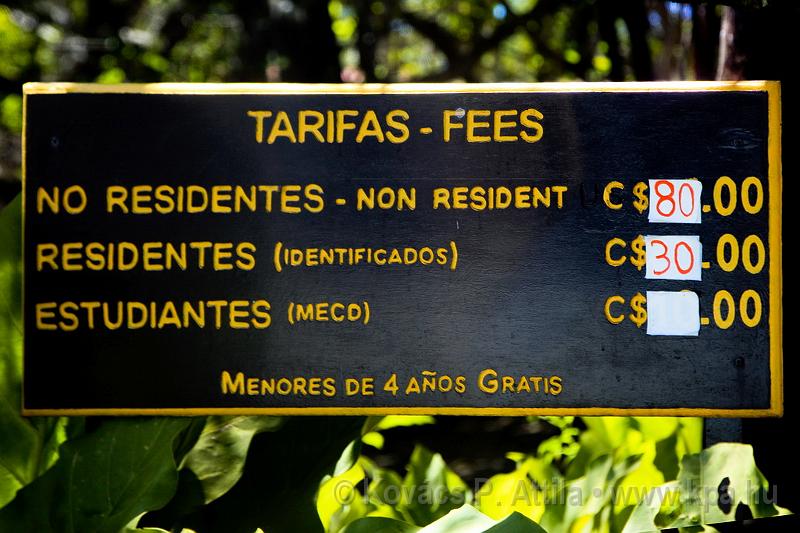 TARIFAS - FEES
NO RESIDENTES - NON RESIDENT C$80.00
RESIDENTES (IDENTIFICADOS) C$30.00
ESTUDIANTES (MECD) C$ .00
MENORES DE 4 AÑOS GRATIS
© Kovács P. Attila • www.kpa.hu